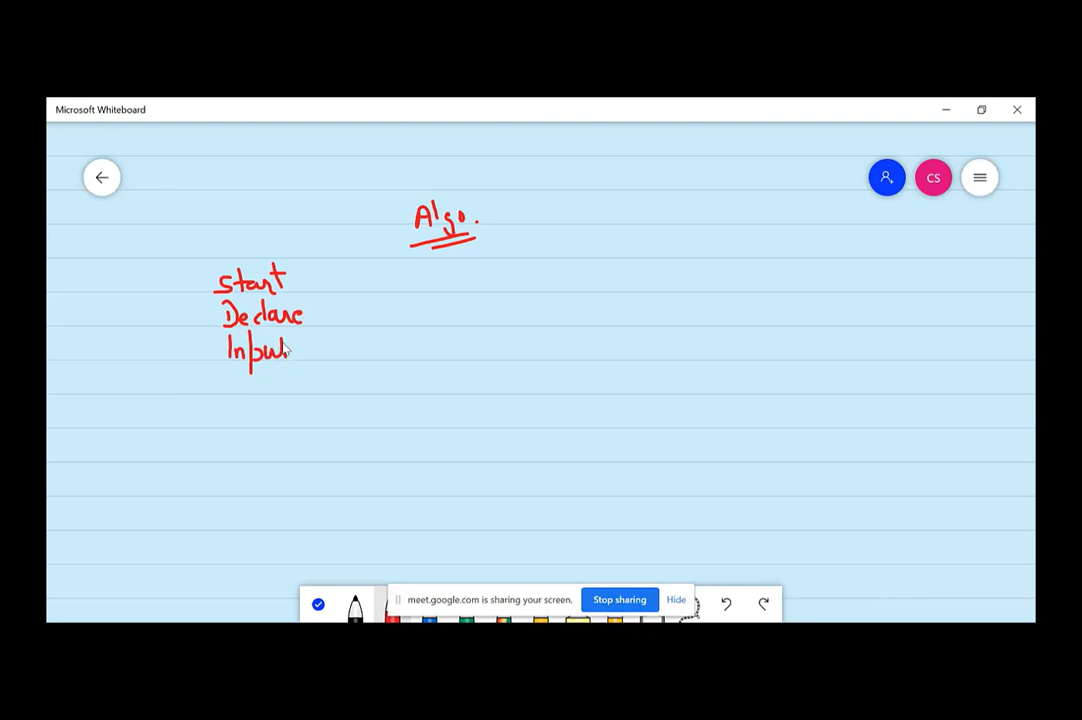 Microsoft Whiteboard
CS
Algo.
Start
Declare
Input
meet.google.com is sharing your screen.
Stop sharing
Hide